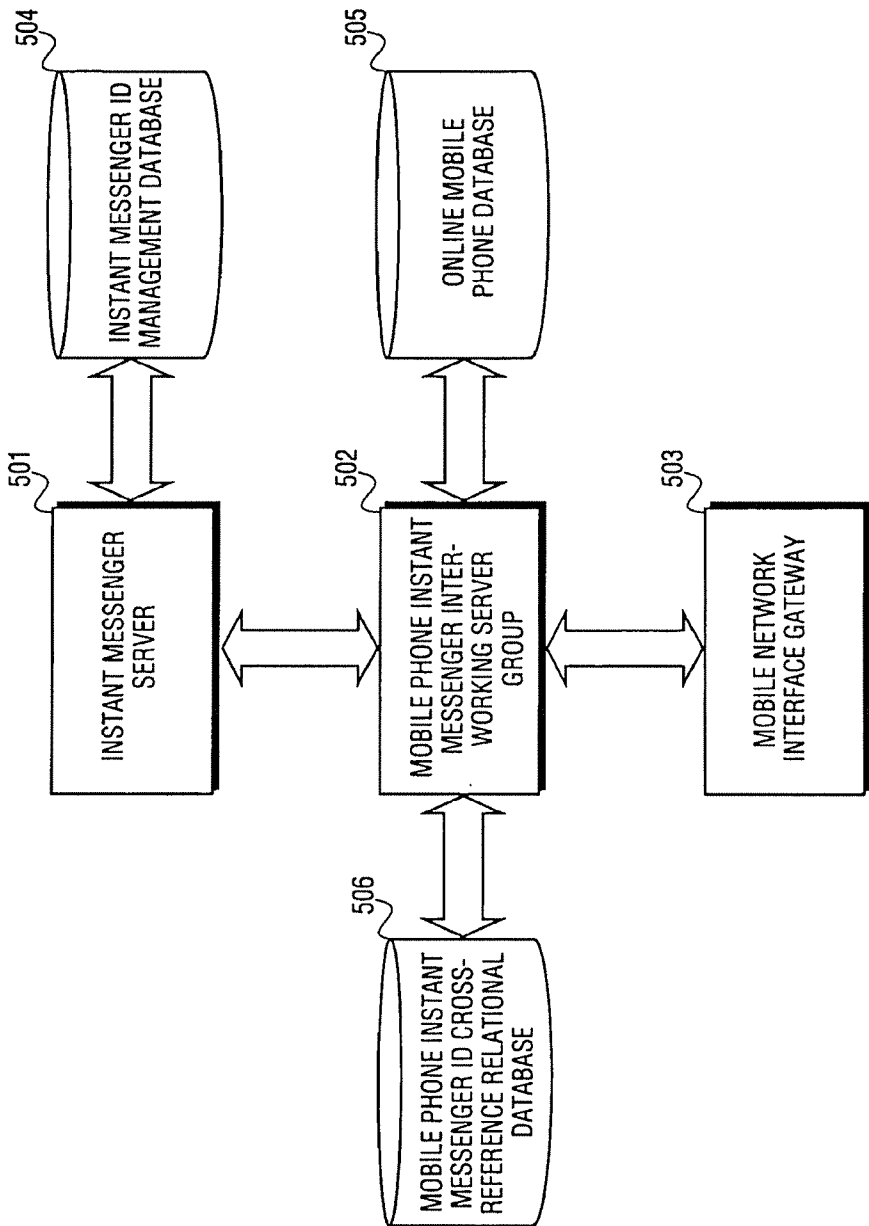 501
INSTANT MESSENGER
SERVER
504
INSTANT MESSENGER ID
MANAGEMENT DATABASE
506
MOBILE PHONE INSTANT
MESSENGER ID CROSS-
REFERENCE RELATIONAL
DATABASE
502
MOBILE PHONE INSTANT
MESSENGER INTER-
WORKING SERVER
GROUP
505
ONLINE MOBILE
PHONE DATABASE
503
MOBILE NETWORK
INTERFACE GATEWAY